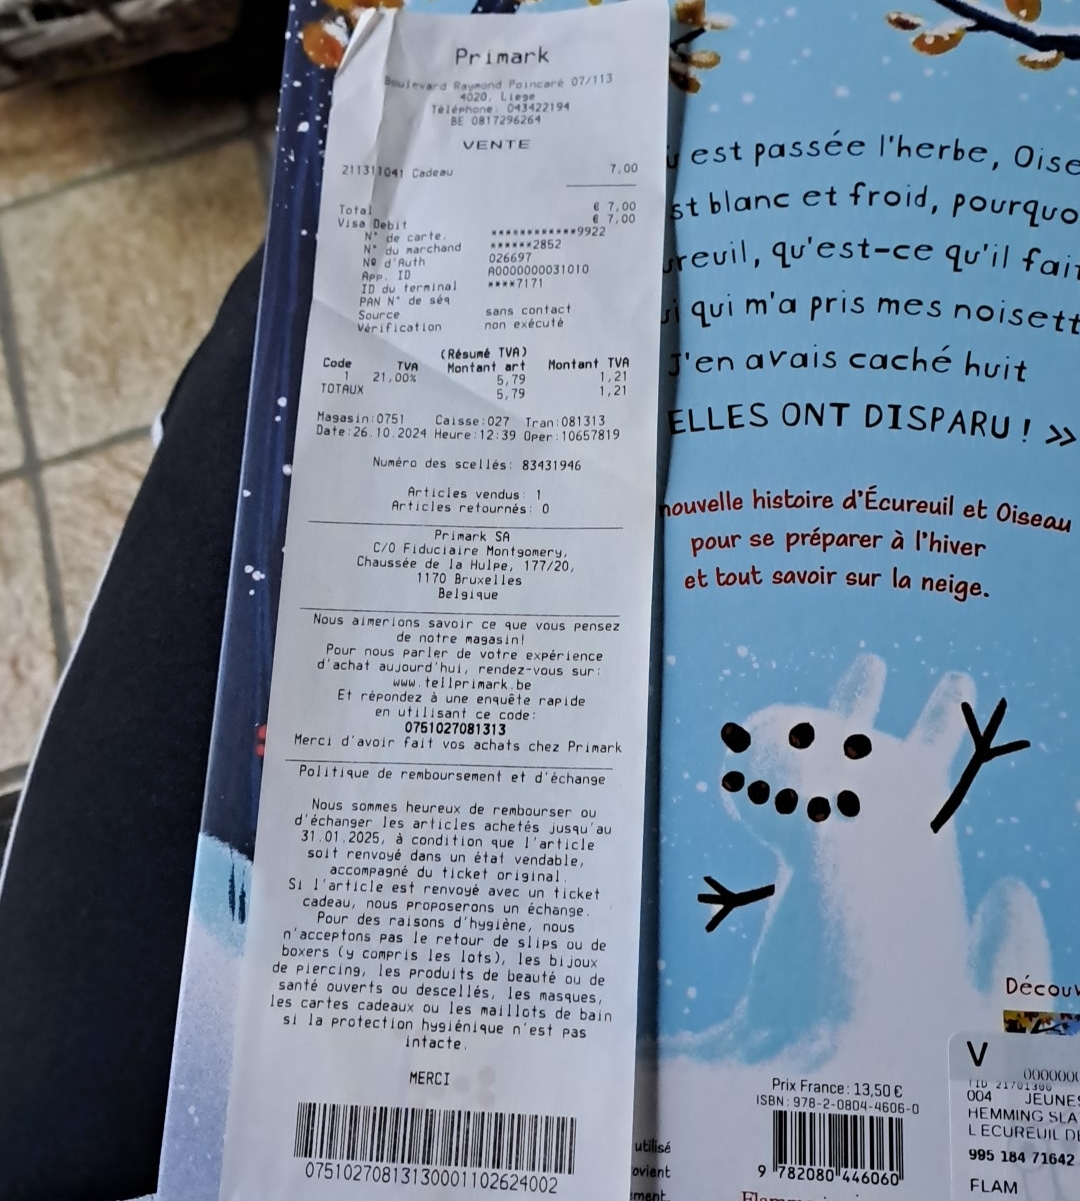 Primark
Boulevard Raymond Poincaré 07/113
4020, Liege
Téléphone: 043422194
BE 0817296264
VENTE
211311041 Cadeau 7,00
Total € 7,00
Visa Debit € 7,00
N° de carte. ************9922
N° du marchand ******2852
Nº d'Auth 026697
App. ID A0000000031010
ID du terminal ****7171
PAN N° de séq
Source sans contact
Vérification non exécuté
(Résumé TVA)
Code TVA Montant art Montant TVA
1 21,00% 5,79 1,21
TOTAUX 5,79 1,21
Magasin:0751 Caisse:027 Tran:081313
Date:26.10.2024 Heure:12:39 Oper:10657819
Numéro des scellés: 83431946
Articles vendus: 1
Articles retournés: 0
Primark SA
C/O Fiduciaire Montgomery,
Chaussée de la Hulpe, 177/20,
1170 Bruxelles
Belgique
Nous aimerions savoir ce que vous pensez
de notre magasin!
Pour nous parler de votre expérience
d'achat aujourd'hui, rendez-vous sur:
www.tellprimark.be
Et répondez à une enquête rapide
en utilisant ce code:
0751027081313
Merci d'avoir fait vos achats chez Primark
Politique de remboursement et d'échange
Nous sommes heureux de rembourser ou
d'échanger les articles achetés jusqu'au
31.01.2025, à condition que l'article
soit renvoyé dans un état vendable,
accompagné du ticket original.
Si l'article est renvoyé avec un ticket
cadeau, nous proposerons un échange.
Pour des raisons d'hygiène, nous
n'acceptons pas le retour de slips ou de
boxers (y compris les lots), les bijoux
de piercing, les produits de beauté ou de
santé ouverts ou descellés, les masques,
les cartes cadeaux ou les maillots de bain
si la protection hygiénique n'est pas
intacte.
MERCI
07510270813130001102624002
est passée l'herbe, Oise
st blanc et froid, pourquo
reuil, qu'est-ce qu'il fait
qui m'a pris mes noisett
J'en avais caché huit
ELLES ONT DISPARU ! »
nouvelle histoire d'Écureuil et Oiseau
pour se préparer à l'hiver
et tout savoir sur la neige.
Découv
Prix France : 13,50 €
ISBN : 978-2-0804-4606-0
9 782080 446060
utilisé
ovient
ement.
V
0000000
TID 21701386
004 JEUNES
HEMMING SLA
L ECUREUIL DE
995 184 71642
FLAM